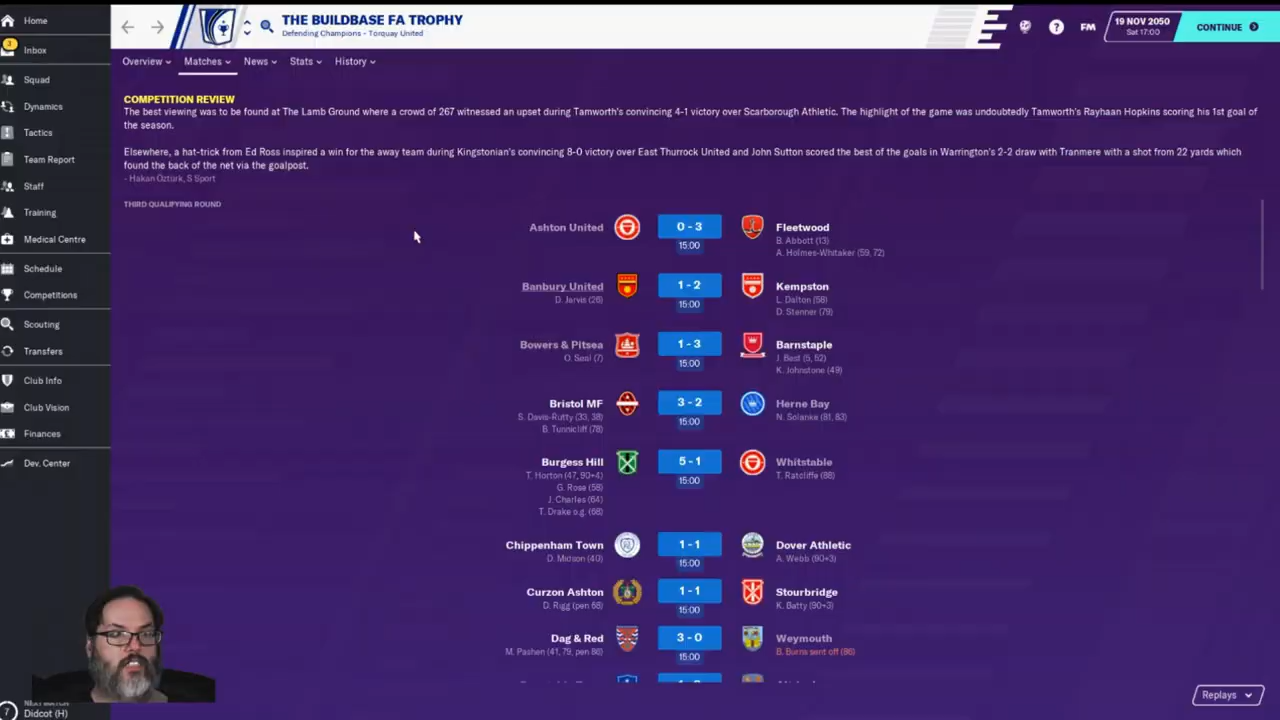 Home
THE BUILDBASE FA TROPHY
Defending Champions - Torquay United
19 NOV 2050
Sat 17:00
FM
CONTINUE
3
Inbox
Overview
Matches
News
Stats
History
Squad
Dynamics
Tactics
Team Report
Staff
Training
Medical Centre
Schedule
Competitions
Scouting
Transfers
Club Info
Club Vision
Finances
Dev. Center
COMPETITION REVIEW
The best viewing was to be found at The Lamb Ground where a crowd of 267 witnessed an upset during Tamworth's convincing 4-1 victory over Scarborough Athletic. The highlight of the game was undoubtedly Tamworth's Rayhaan Hopkins scoring his 1st goal of
the season.
Elsewhere, a hat-trick from Ed Ross inspired a win for the away team during Kingstonian's convincing 8-0 victory over East Thurrock United and John Sutton scored the best of the goals in Warrington's 2-2 draw with Tranmere with a shot from 22 yards which
found the back of the net via the goalpost.
- Hakan Öztürk, S Sport
THIRD QUALIFYING ROUND
Ashton United 0 - 3 Fleetwood
15:00
B. Abbott (13)
A. Holmes-Whitaker (59, 72)
Banbury United 1 - 2 Kempston
D. Jarvis (26)
15:00
L. Dalton (58)
D. Stenner (79)
Bowers & Pitsea 1 - 3 Barnstaple
O. Seal (7)
15:00
J. Best (5, 52)
K. Johnstone (49)
Bristol MF 3 - 2 Herne Bay
S. Davis-Rutty (33, 38)
B. Tunnicliff (78)
15:00
N. Solanke (81, 83)
Burgess Hill 5 - 1 Whitstable
T. Horton (47, 90+4)
G. Rose (58)
J. Charles (64)
T. Drake o.g. (68)
15:00
T. Ratcliffe (88)
Chippenham Town 1 - 1 Dover Athletic
D. Midson (40)
15:00
A. Webb (90+3)
Curzon Ashton 1 - 1 Stourbridge
D. Rigg (pen 68)
15:00
K. Batty (90+3)
Dag & Red 3 - 0 Weymouth
M. Pashen (41, 79, pen 86)
15:00
B. Burns sent off (86)
Replays
7
Didcot (H)